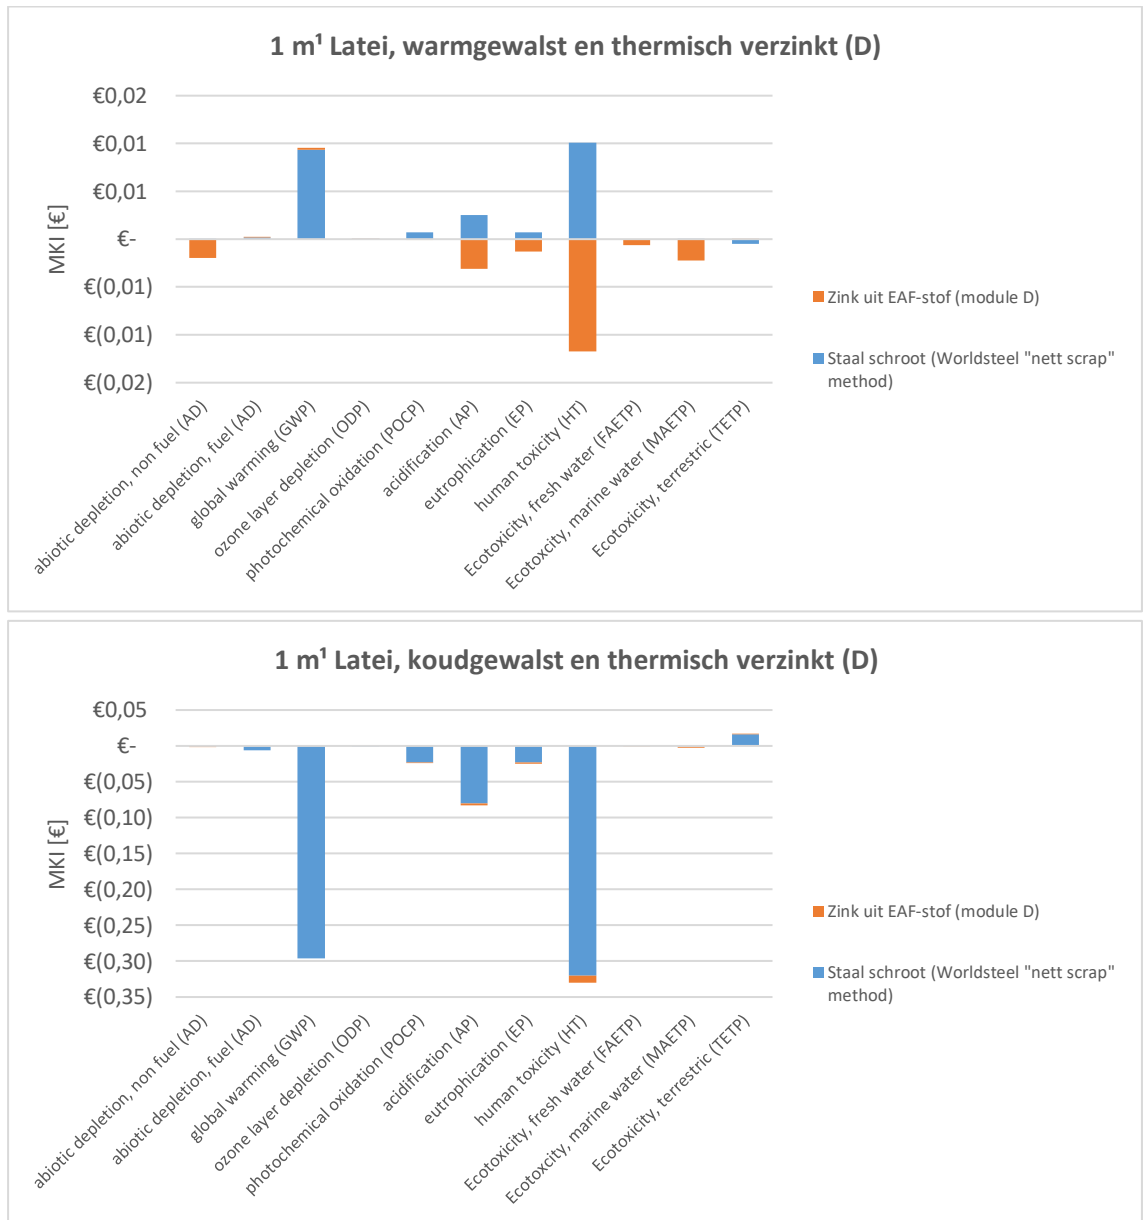 1 m¹ Latei, warmgewalst en thermisch verzinkt (D)
€0,02
€0,01
€0,01
€-
€(0,01)
€(0,01)
€(0,02)
MKI [€]
abiotic depletion, non fuel (AD)
abiotic depletion, fuel (AD)
global warming (GWP)
ozone layer depletion (ODP)
photochemical oxidation (POCP)
acidification (AP)
eutrophication (EP)
human toxicity (HT)
Ecotoxicity, fresh water (FAETP)
Ecotoxcity, marine water (MAETP)
Ecotoxicity, terrestric (TETP)
Zink uit EAF-stof (module D)
Staal schroot (Worldsteel "nett scrap"
method)
1 m¹ Latei, koudgewalst en thermisch verzinkt (D)
€0,05
€-
€(0,05)
€(0,10)
€(0,15)
€(0,20)
€(0,25)
€(0,30)
€(0,35)
MKI [€]
abiotic depletion, non fuel (AD)
abiotic depletion, fuel (AD)
global warming (GWP)
ozone layer depletion (ODP)
photochemical oxidation (POCP)
acidification (AP)
eutrophication (EP)
human toxicity (HT)
Ecotoxicity, fresh water (FAETP)
Ecotoxcity, marine water (MAETP)
Ecotoxicity, terrestric (TETP)
Zink uit EAF-stof (module D)
Staal schroot (Worldsteel "nett scrap"
method)